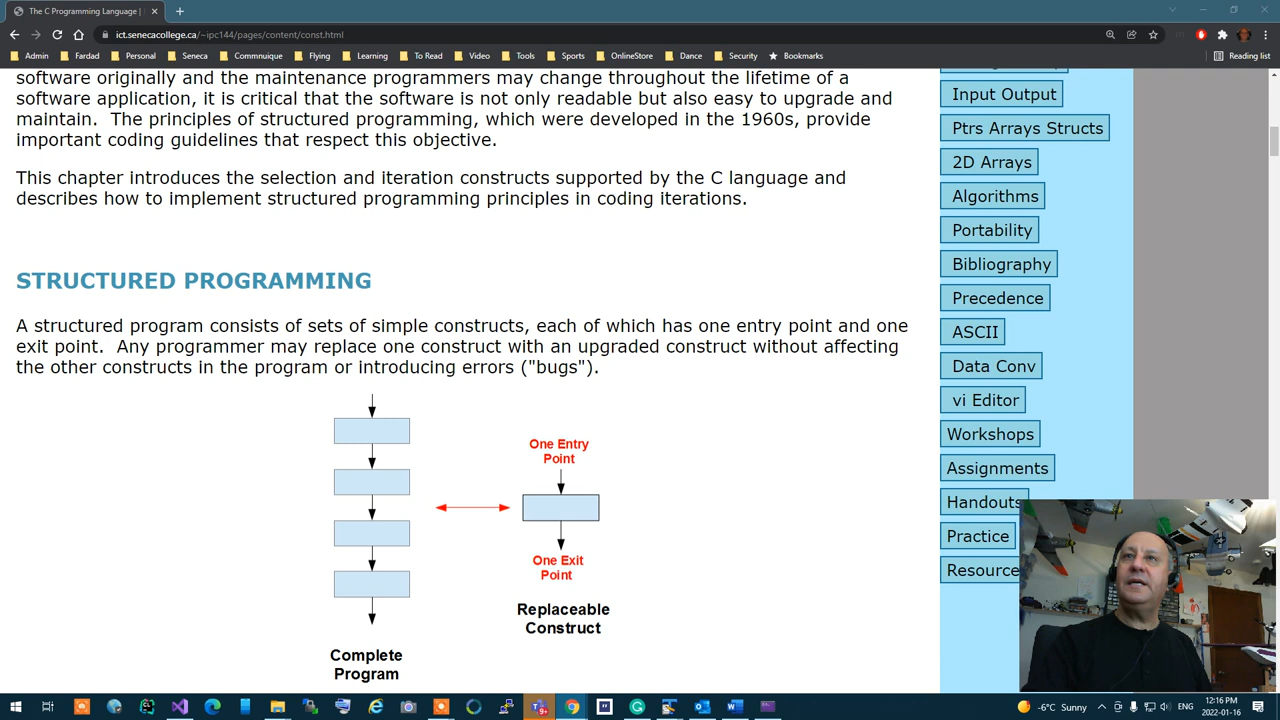 The C Programming Language |
ict.senecacollege.ca/~ipc144/pages/content/const.html
Admin Fardad Personal Seneca Commnuique Flying Learning To Read Video Tools Sports OnlineStore Dance Security Bookmarks Reading list
software originally and the maintenance programmers may change throughout the lifetime of a
software application, it is critical that the software is not only readable but also easy to upgrade and
maintain. The principles of structured programming, which were developed in the 1960s, provide
important coding guidelines that respect this objective.
This chapter introduces the selection and iteration constructs supported by the C language and
describes how to implement structured programming principles in coding iterations.
STRUCTURED PROGRAMMING
A structured program consists of sets of simple constructs, each of which has one entry point and one
exit point. Any programmer may replace one construct with an upgraded construct without affecting
the other constructs in the program or introducing errors ("bugs").
One Entry
Point
One Exit
Point
Replaceable
Construct
Complete
Program
Input Output
Ptrs Arrays Structs
2D Arrays
Algorithms
Portability
Bibliography
Precedence
ASCII
Data Conv
vi Editor
Workshops
Assignments
Handouts
Practice
Resource
-6°C Sunny
ENG
12:16 PM
2022-01-16